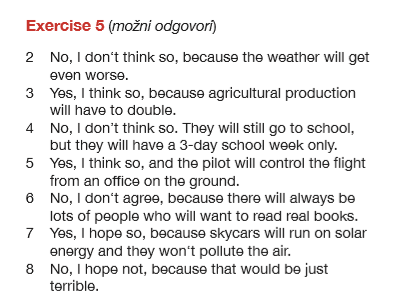 Exercise 5 (možni odgovori)
2 No, I don't think so, because the weather will get
even worse.
3 Yes, I think so, because agricultural production
will have to double.
4 No, I don't think so. They will still go to school,
but they will have a 3-day school week only.
5 Yes, I think so, and the pilot will control the flight
from an office on the ground.
6 No, I don't agree, because there will always be
lots of people who will want to read real books.
7 Yes, I hope so, because skycars will run on solar
energy and they won't pollute the air.
8 No, I hope not, because that would be just
terrible.